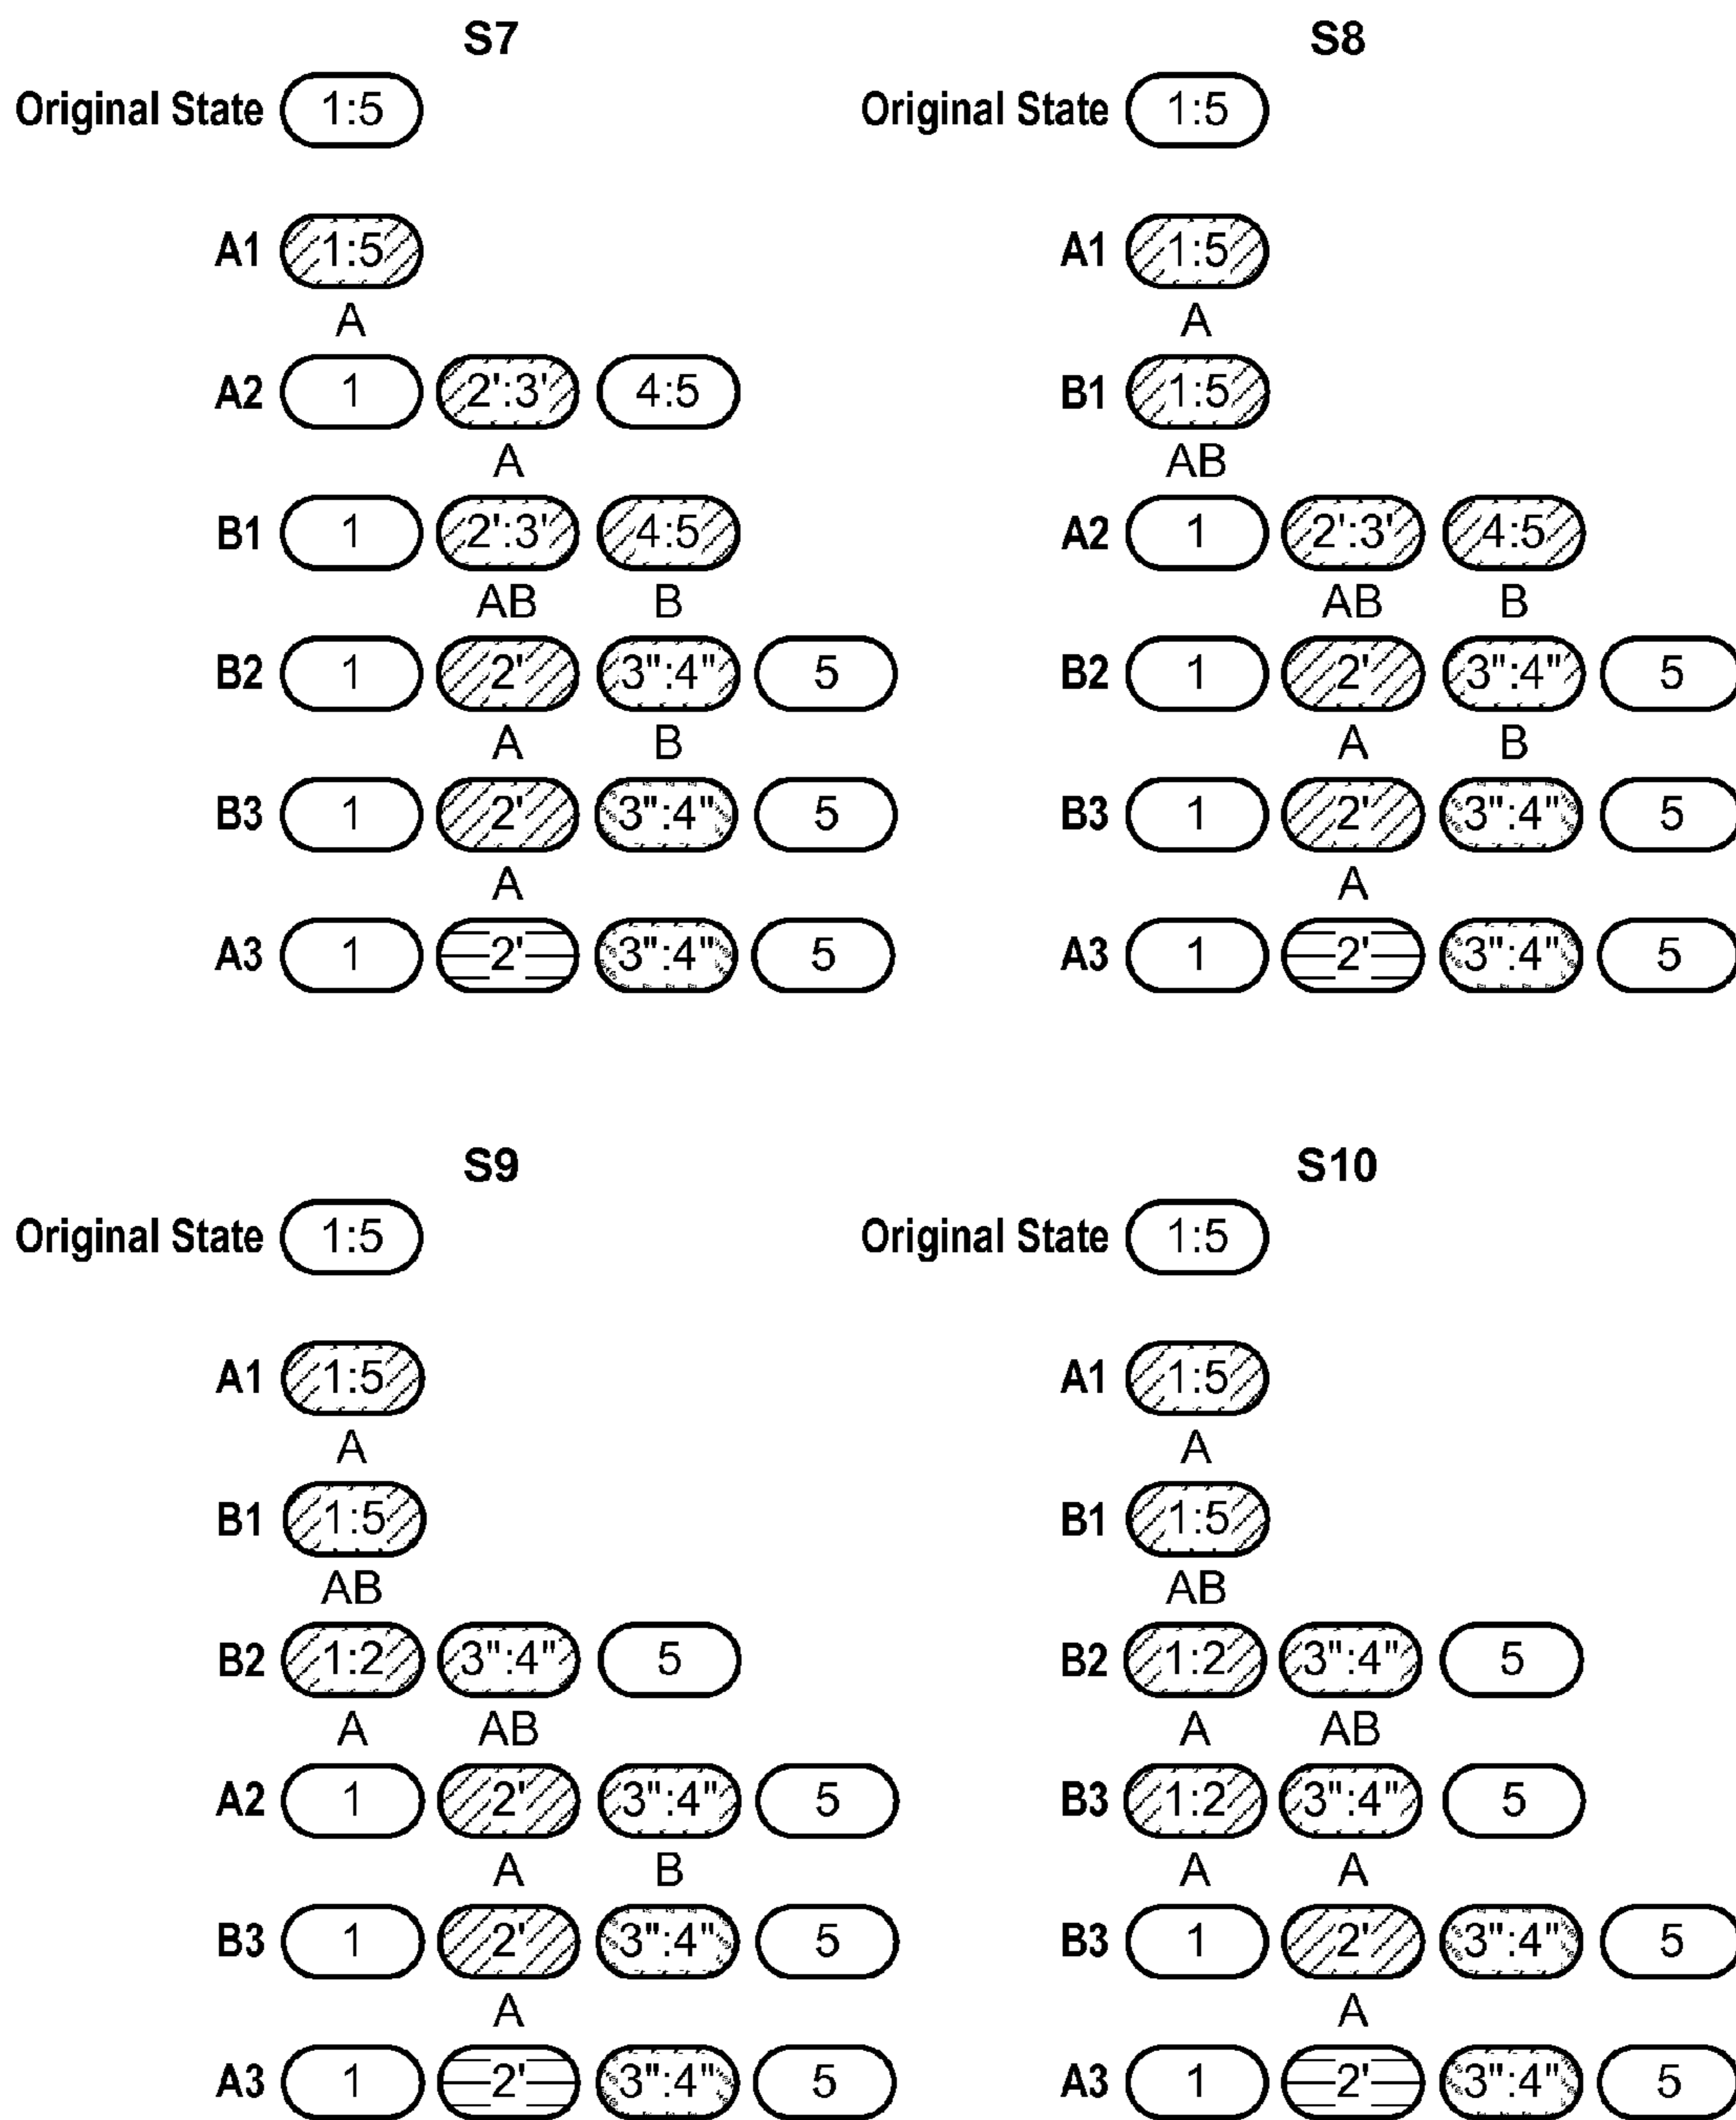 S7
Original State 1:5
A1 1:5
A
A2 1 2':3' 4:5
A
B1 1 2':3' 4:5
AB B
B2 1 2' 3":4" 5
A B
B3 1 2' 3":4" 5
A
A3 1 2' 3":4" 5
S8
Original State 1:5
A1 1:5
A
B1 1:5
AB
A2 1 2':3' 4:5
AB B
B2 1 2' 3":4" 5
A B
B3 1 2' 3":4" 5
A
A3 1 2' 3":4" 5
S9
Original State 1:5
A1 1:5
A
B1 1:5
AB
B2 1:2 3":4" 5
A AB
A2 1 2' 3":4" 5
A B
B3 1 2' 3":4" 5
A
A3 1 2' 3":4" 5
S10
Original State 1:5
A1 1:5
A
B1 1:5
AB
B2 1:2 3":4" 5
A AB
B3 1:2 3":4" 5
A A
B3 1 2' 3":4" 5
A
A3 1 2' 3":4" 5